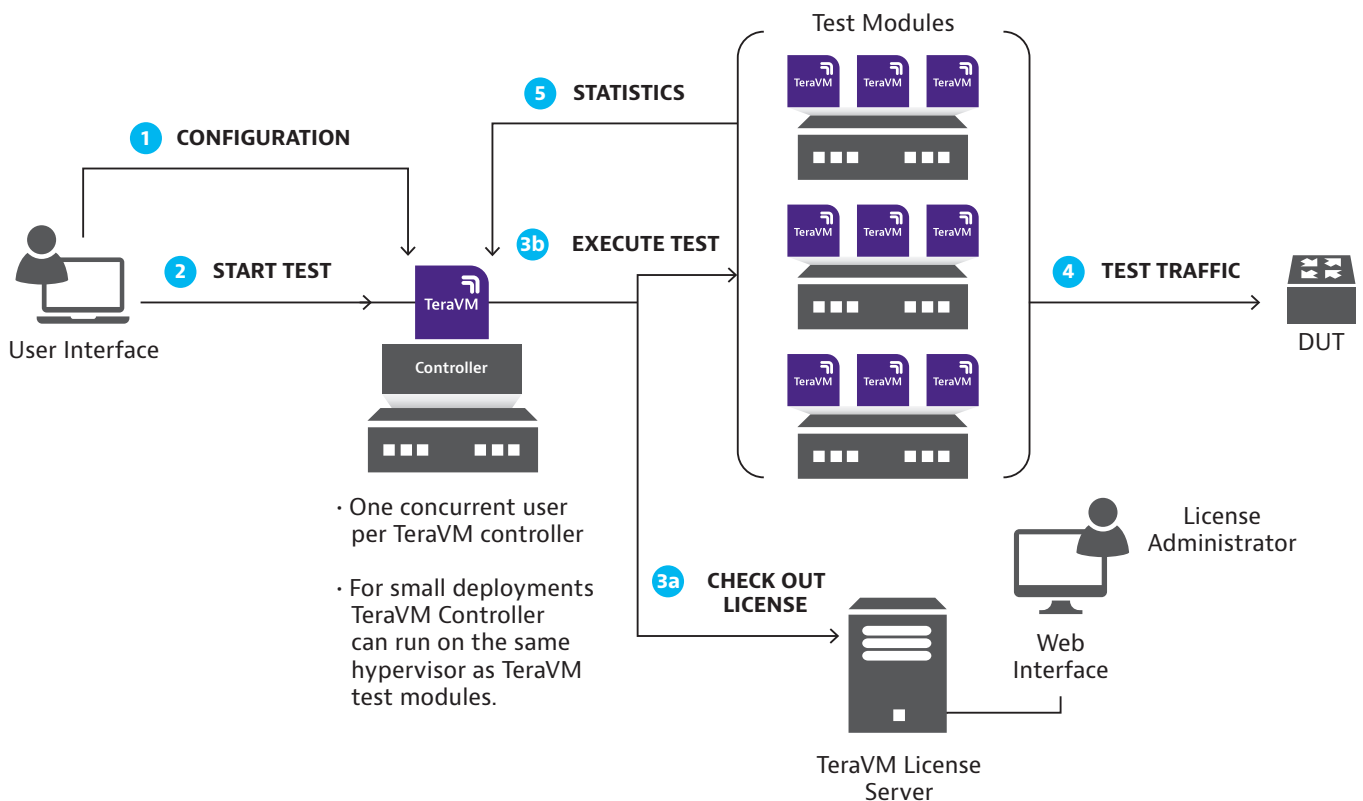 Test Modules
TeraVM TeraVM TeraVM
5 STATISTICS
1 CONFIGURATION
TeraVM TeraVM TeraVM
3b EXECUTE TEST
2 START TEST
4 TEST TRAFFIC
TeraVM
User Interface
DUT
Controller
TeraVM TeraVM TeraVM
· One concurrent user
per TeraVM controller
· For small deployments
TeraVM Controller
can run on the same
hypervisor as TeraVM
test modules.
License
Administrator
3a CHECK OUT
LICENSE
Web
Interface
TeraVM License
Server